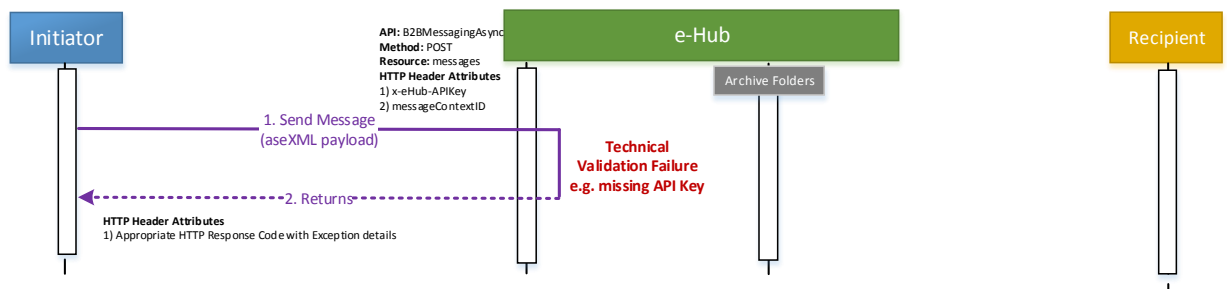 Initiator
API: B2BMessagingAsync
Method: POST
Resource: messages
HTTP Header Attributes
1) x-eHub-APIKey
2) messageContextID
e-Hub
Archive Folders
Recipient
1. Send Message
(aseXML payload)
Technical
Validation Failure
e.g. missing API Key
2. Returns
HTTP Header Attributes
1) Appropriate HTTP Response Code with Exception details